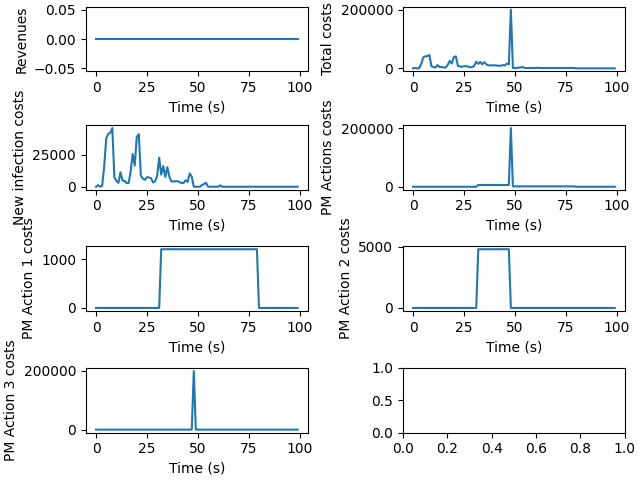 Revenues
0.05
0.00
−0.05
0 25 50 75 100
Time (s)
Total costs
200000
0
0 25 50 75 100
Time (s)
New infection costs
25000
0
0 25 50 75 100
Time (s)
PM Actions costs
200000
0
0 25 50 75 100
Time (s)
PM Action 1 costs
1000
0
0 25 50 75 100
Time (s)
PM Action 2 costs
5000
0
0 25 50 75 100
Time (s)
PM Action 3 costs
200000
0
0 25 50 75 100
Time (s)
1.0
0.5
0.0
0.0 0.2 0.4 0.6 0.8 1.0